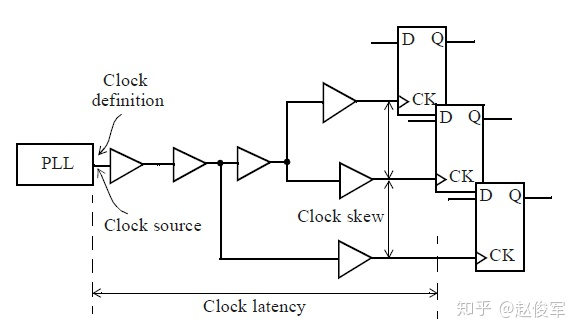 D Q
Clock
definition
CK
D Q
PLL
CK
D Q
Clock source
Clock skew
CK
Clock latency
知乎 @赵俊军